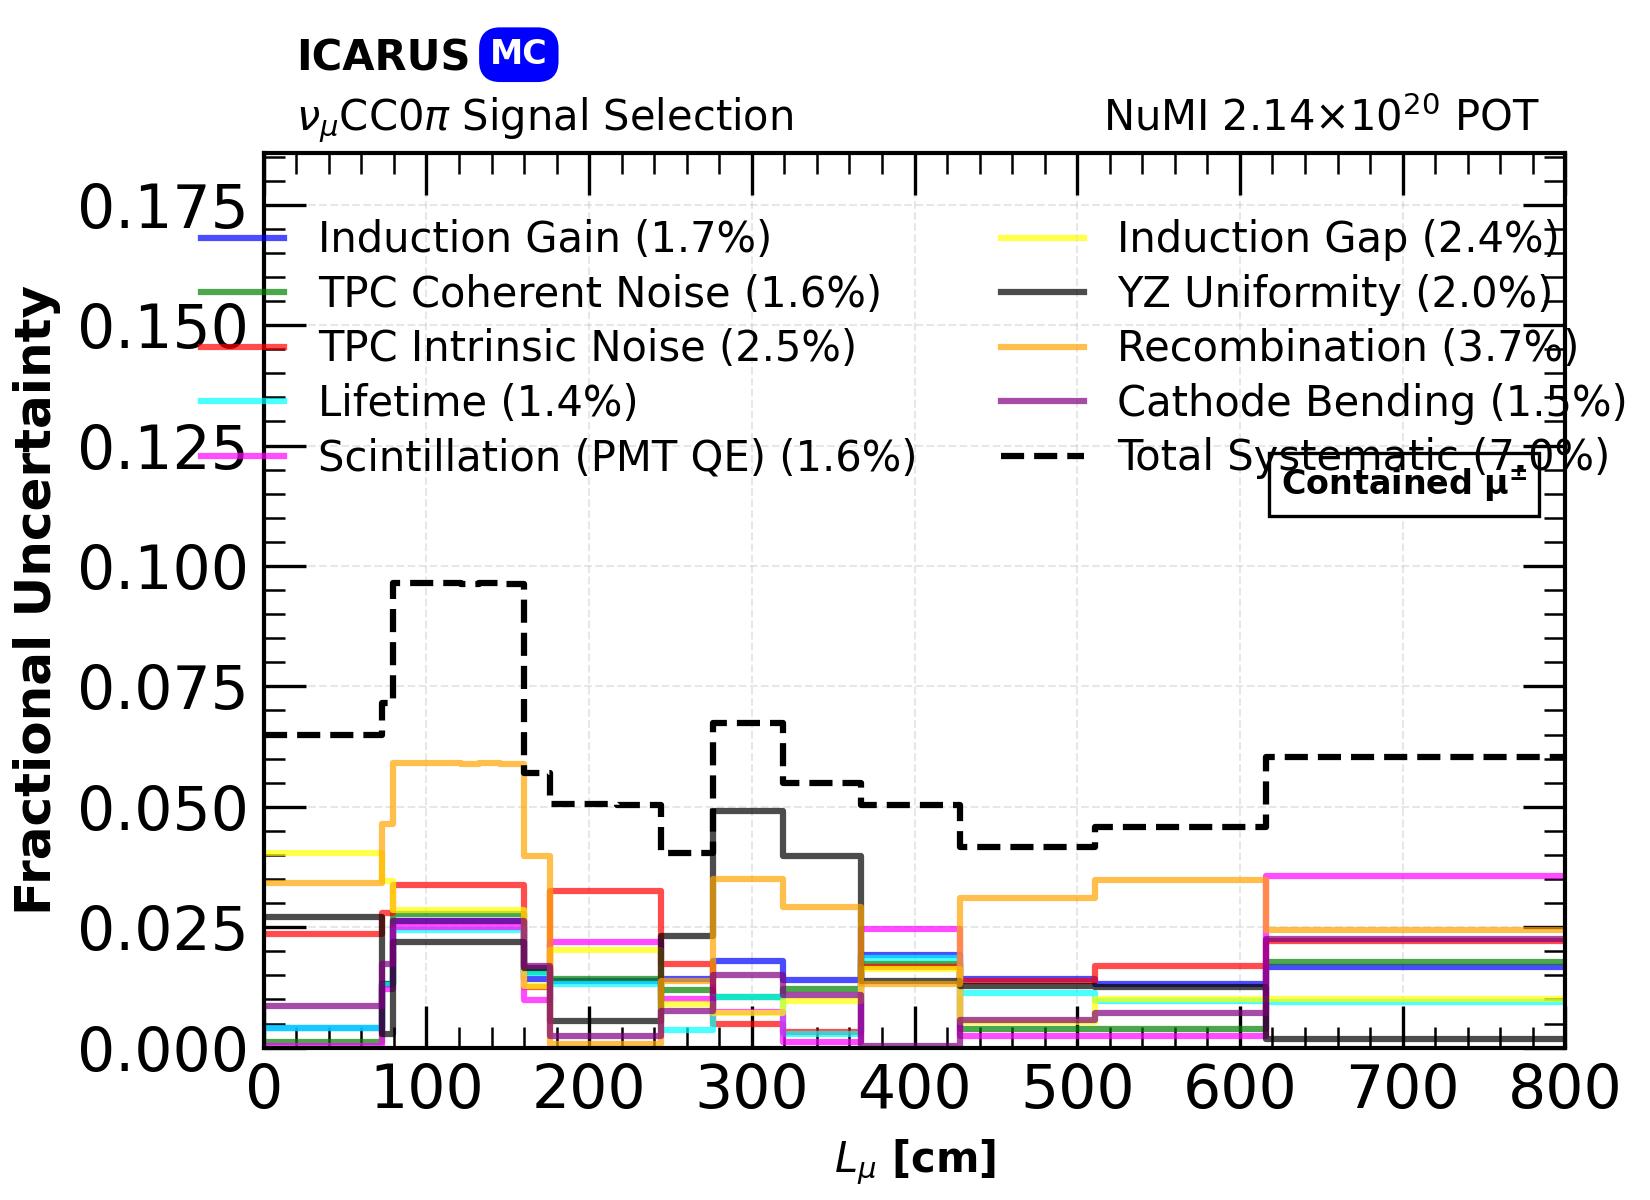 ICARUS MC
νμCC0π Signal Selection NuMI 2.14×10²⁰ POT
0.175
Induction Gain (1.7%) Induction Gap (2.4%)
TPC Coherent Noise (1.6%) YZ Uniformity (2.0%)
0.150
TPC Intrinsic Noise (2.5%) Recombination (3.7%)
Lifetime (1.4%) Cathode Bending (1.5%)
0.125
Scintillation (PMT QE) (1.6%) Total Systematic (7.0%)
Contained μ±
0.100
0.075
0.050
0.025
0.000
Fractional Uncertainty
0 100 200 300 400 500 600 700 800
Lμ [cm]